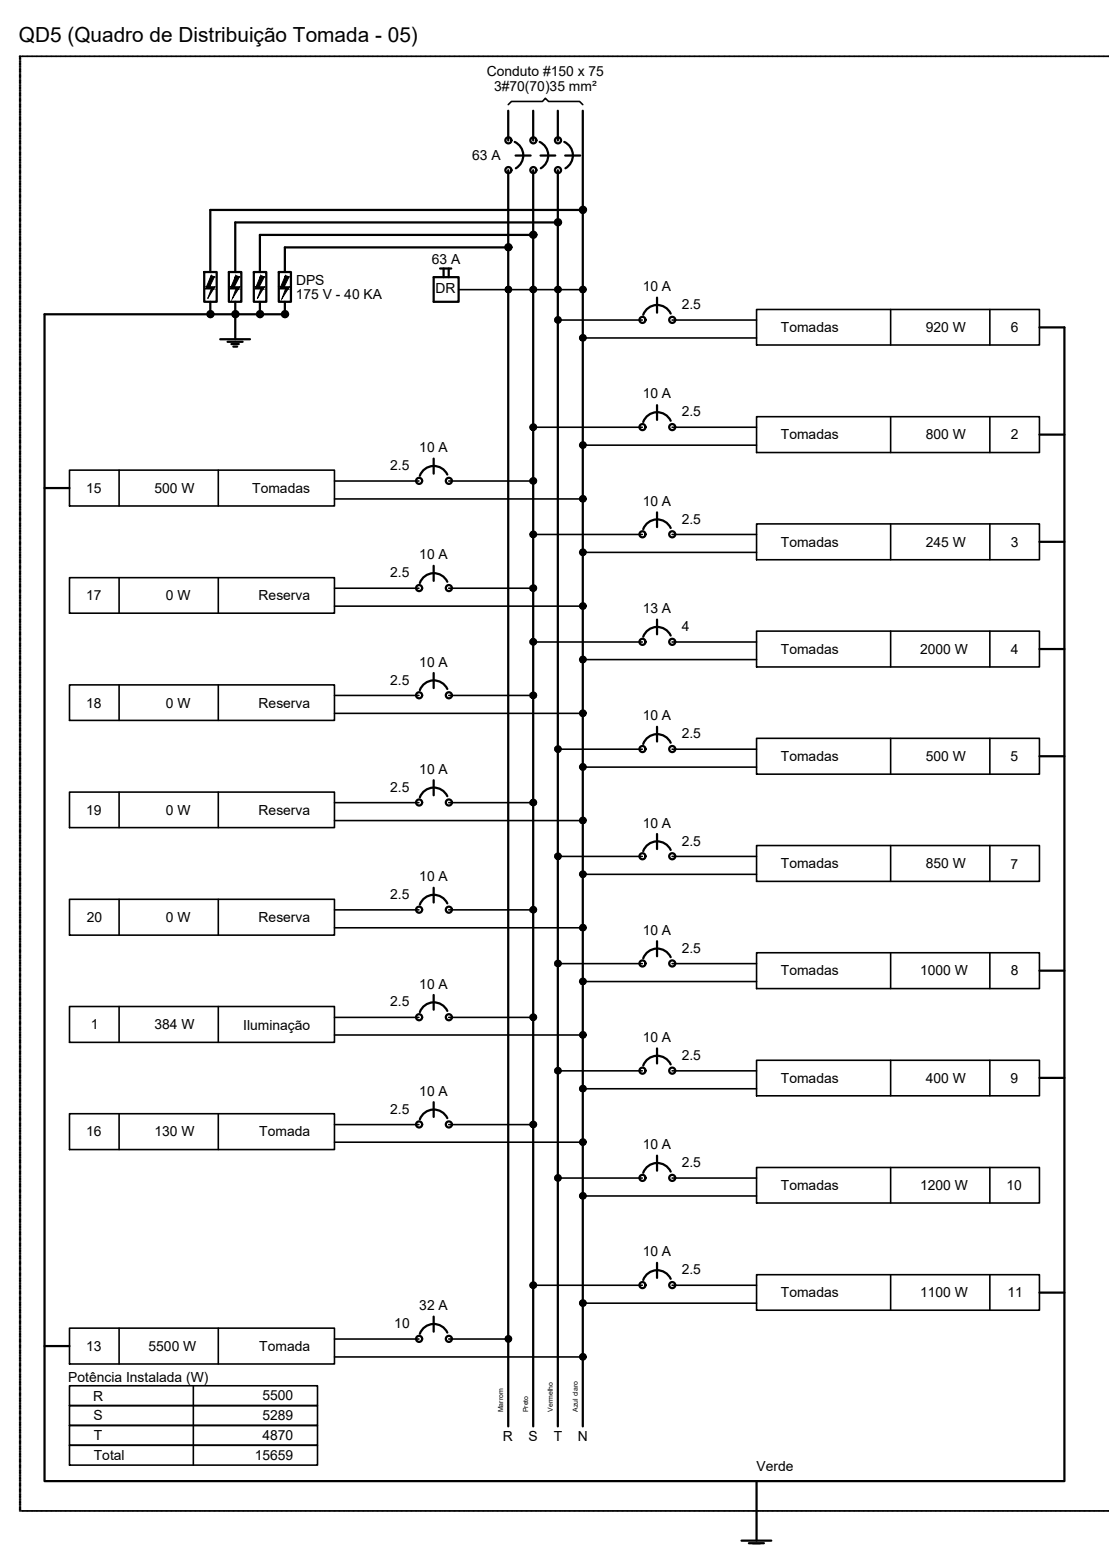 QD5 (Quadro de Distribuição Tomada - 05)
Conduto #150 x 75
3#70(70)35 mm²
63 A
DPS
175 V - 40 KA
63 A
DR
10 A
2.5
Tomadas 920 W 6
10 A
2.5
Tomadas 800 W 2
10 A
2.5
15 500 W Tomadas
10 A
2.5
Tomadas 245 W 3
10 A
2.5
17 0 W Reserva
13 A
4
Tomadas 2000 W 4
10 A
2.5
18 0 W Reserva
10 A
2.5
Tomadas 500 W 5
10 A
2.5
19 0 W Reserva
10 A
2.5
Tomadas 850 W 7
10 A
2.5
20 0 W Reserva
10 A
2.5
Tomadas 1000 W 8
10 A
2.5
1 384 W Iluminação
10 A
2.5
Tomadas 400 W 9
10 A
2.5
16 130 W Tomada
10 A
2.5
Tomadas 1200 W 10
10 A
2.5
Tomadas 1100 W 11
32 A
10
13 5500 W Tomada
Potência Instalada (W)
R 5500
S 5289
T 4870
Total 15659
Marrom
Preto
Vermelho
Azul claro
R S T N
Verde